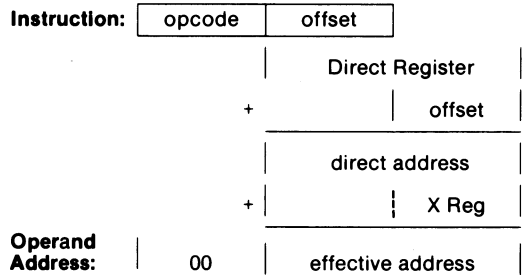 Instruction: opcode offset
Direct Register
+ offset
direct address
+ X Reg
Operand
Address: 00 effective address